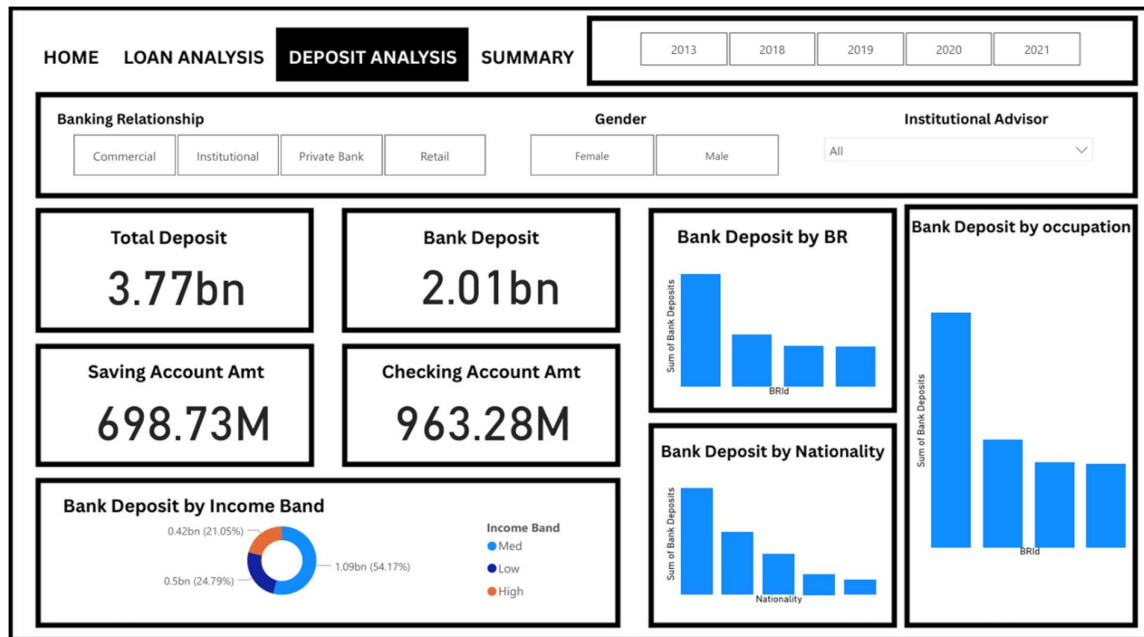 HOME LOAN ANALYSIS DEPOSIT ANALYSIS SUMMARY
2013 2018 2019 2020 2021
Banking Relationship
Commercial Institutional Private Bank Retail
Gender
Female Male
Institutional Advisor
All
Total Deposit
3.77bn
Bank Deposit
2.01bn
Saving Account Amt
698.73M
Checking Account Amt
963.28M
Bank Deposit by Income Band
0.42bn (21.05%)
0.5bn (24.79%)
1.09bn (54.17%)
Income Band
Med
Low
High
Bank Deposit by BR
Sum of Bank Deposits
BRId
Bank Deposit by Nationality
Sum of Bank Deposits
Nationality
Bank Deposit by occupation
Sum of Bank Deposits
BRId